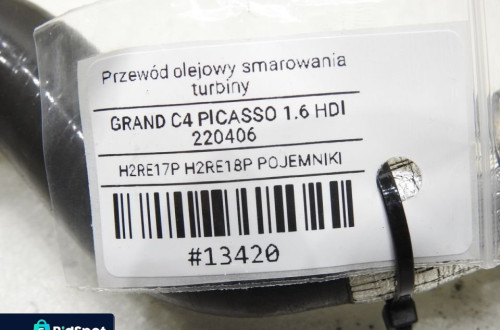 Przewód olejowy smarowania
turbiny
GRAND C4 PICASSO 1.6 HDI
220406
H2RE17P H2RE18P POJEMNIKI
#13420